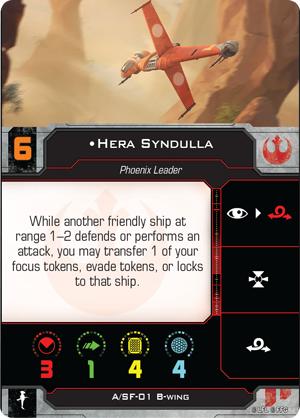 6
•Hera Syndulla
Phoenix Leader
While another friendly ship at
range 1–2 defends or performs an
attack, you may transfer 1 of your
focus tokens, evade tokens, or locks
to that ship.
3 1 4 4
A/SF-01 B-wing
© LFL © FFG